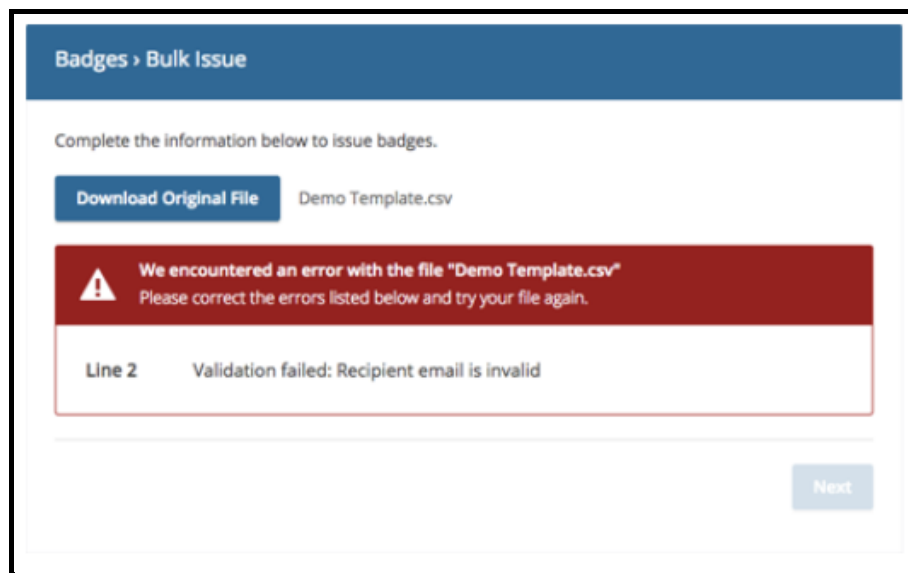 Badges › Bulk Issue
Complete the information below to issue badges.
Download Original File Demo Template.csv
We encountered an error with the file "Demo Template.csv"
Please correct the errors listed below and try your file again.
Line 2 Validation failed: Recipient email is invalid
Next